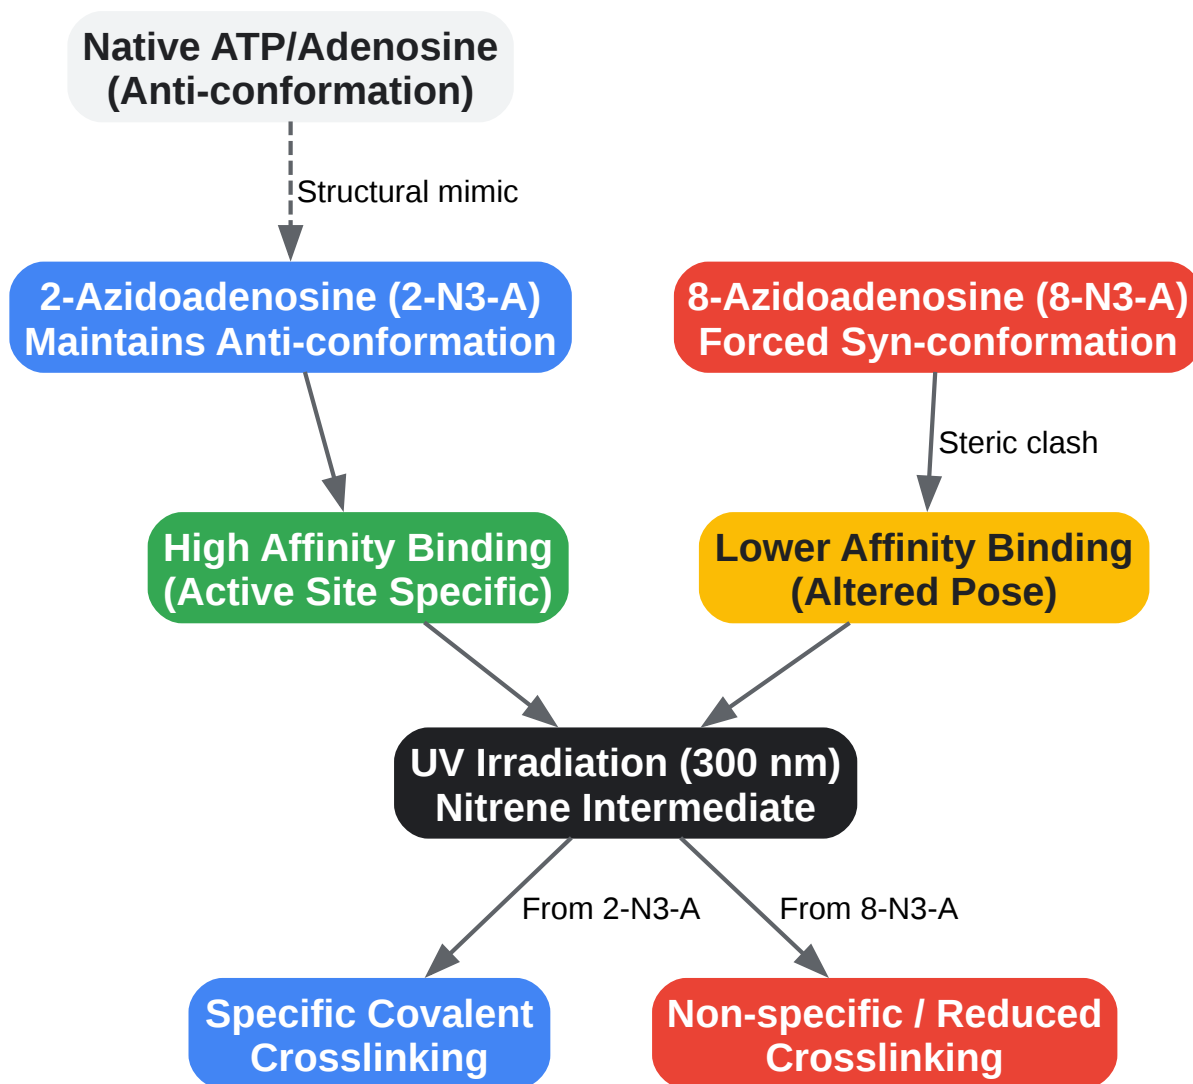 Native ATP/Adenosine
(Anti-conformation)
Structural mimic
2-Azidoadenosine (2-N3-A)
Maintains Anti-conformation
8-Azidoadenosine (8-N3-A)
Forced Syn-conformation
Steric clash
High Affinity Binding
(Active Site Specific)
Lower Affinity Binding
(Altered Pose)
UV Irradiation (300 nm)
Nitrene Intermediate
From 2-N3-A
From 8-N3-A
Specific Covalent
Crosslinking
Non-specific / Reduced
Crosslinking